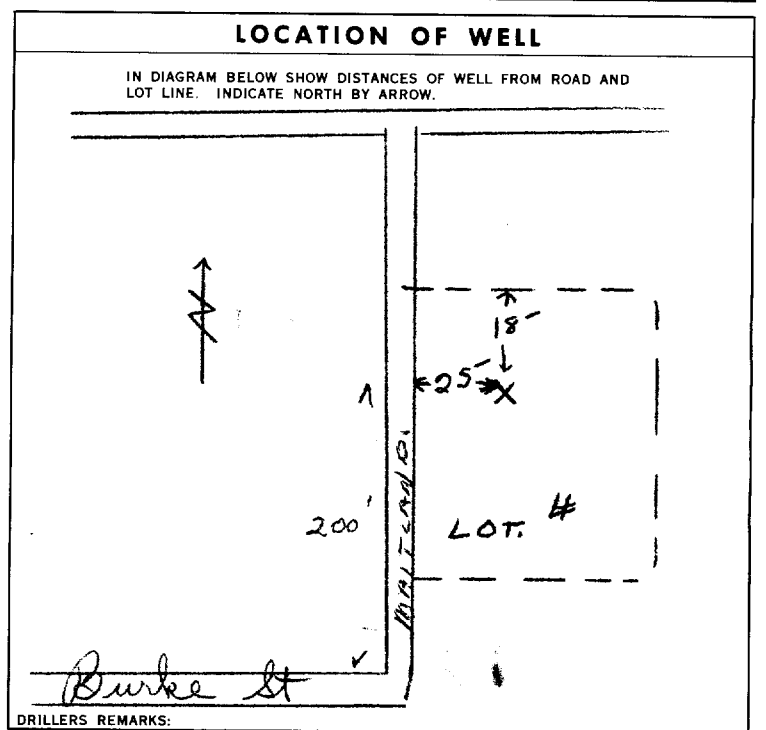 LOCATION OF WELL
IN DIAGRAM BELOW SHOW DISTANCES OF WELL FROM ROAD AND
LOT LINE. INDICATE NORTH BY ARROW.
N
18'
25'
X
MAITLAND.
200'
LOT. #
Burke St
DRILLERS REMARKS: